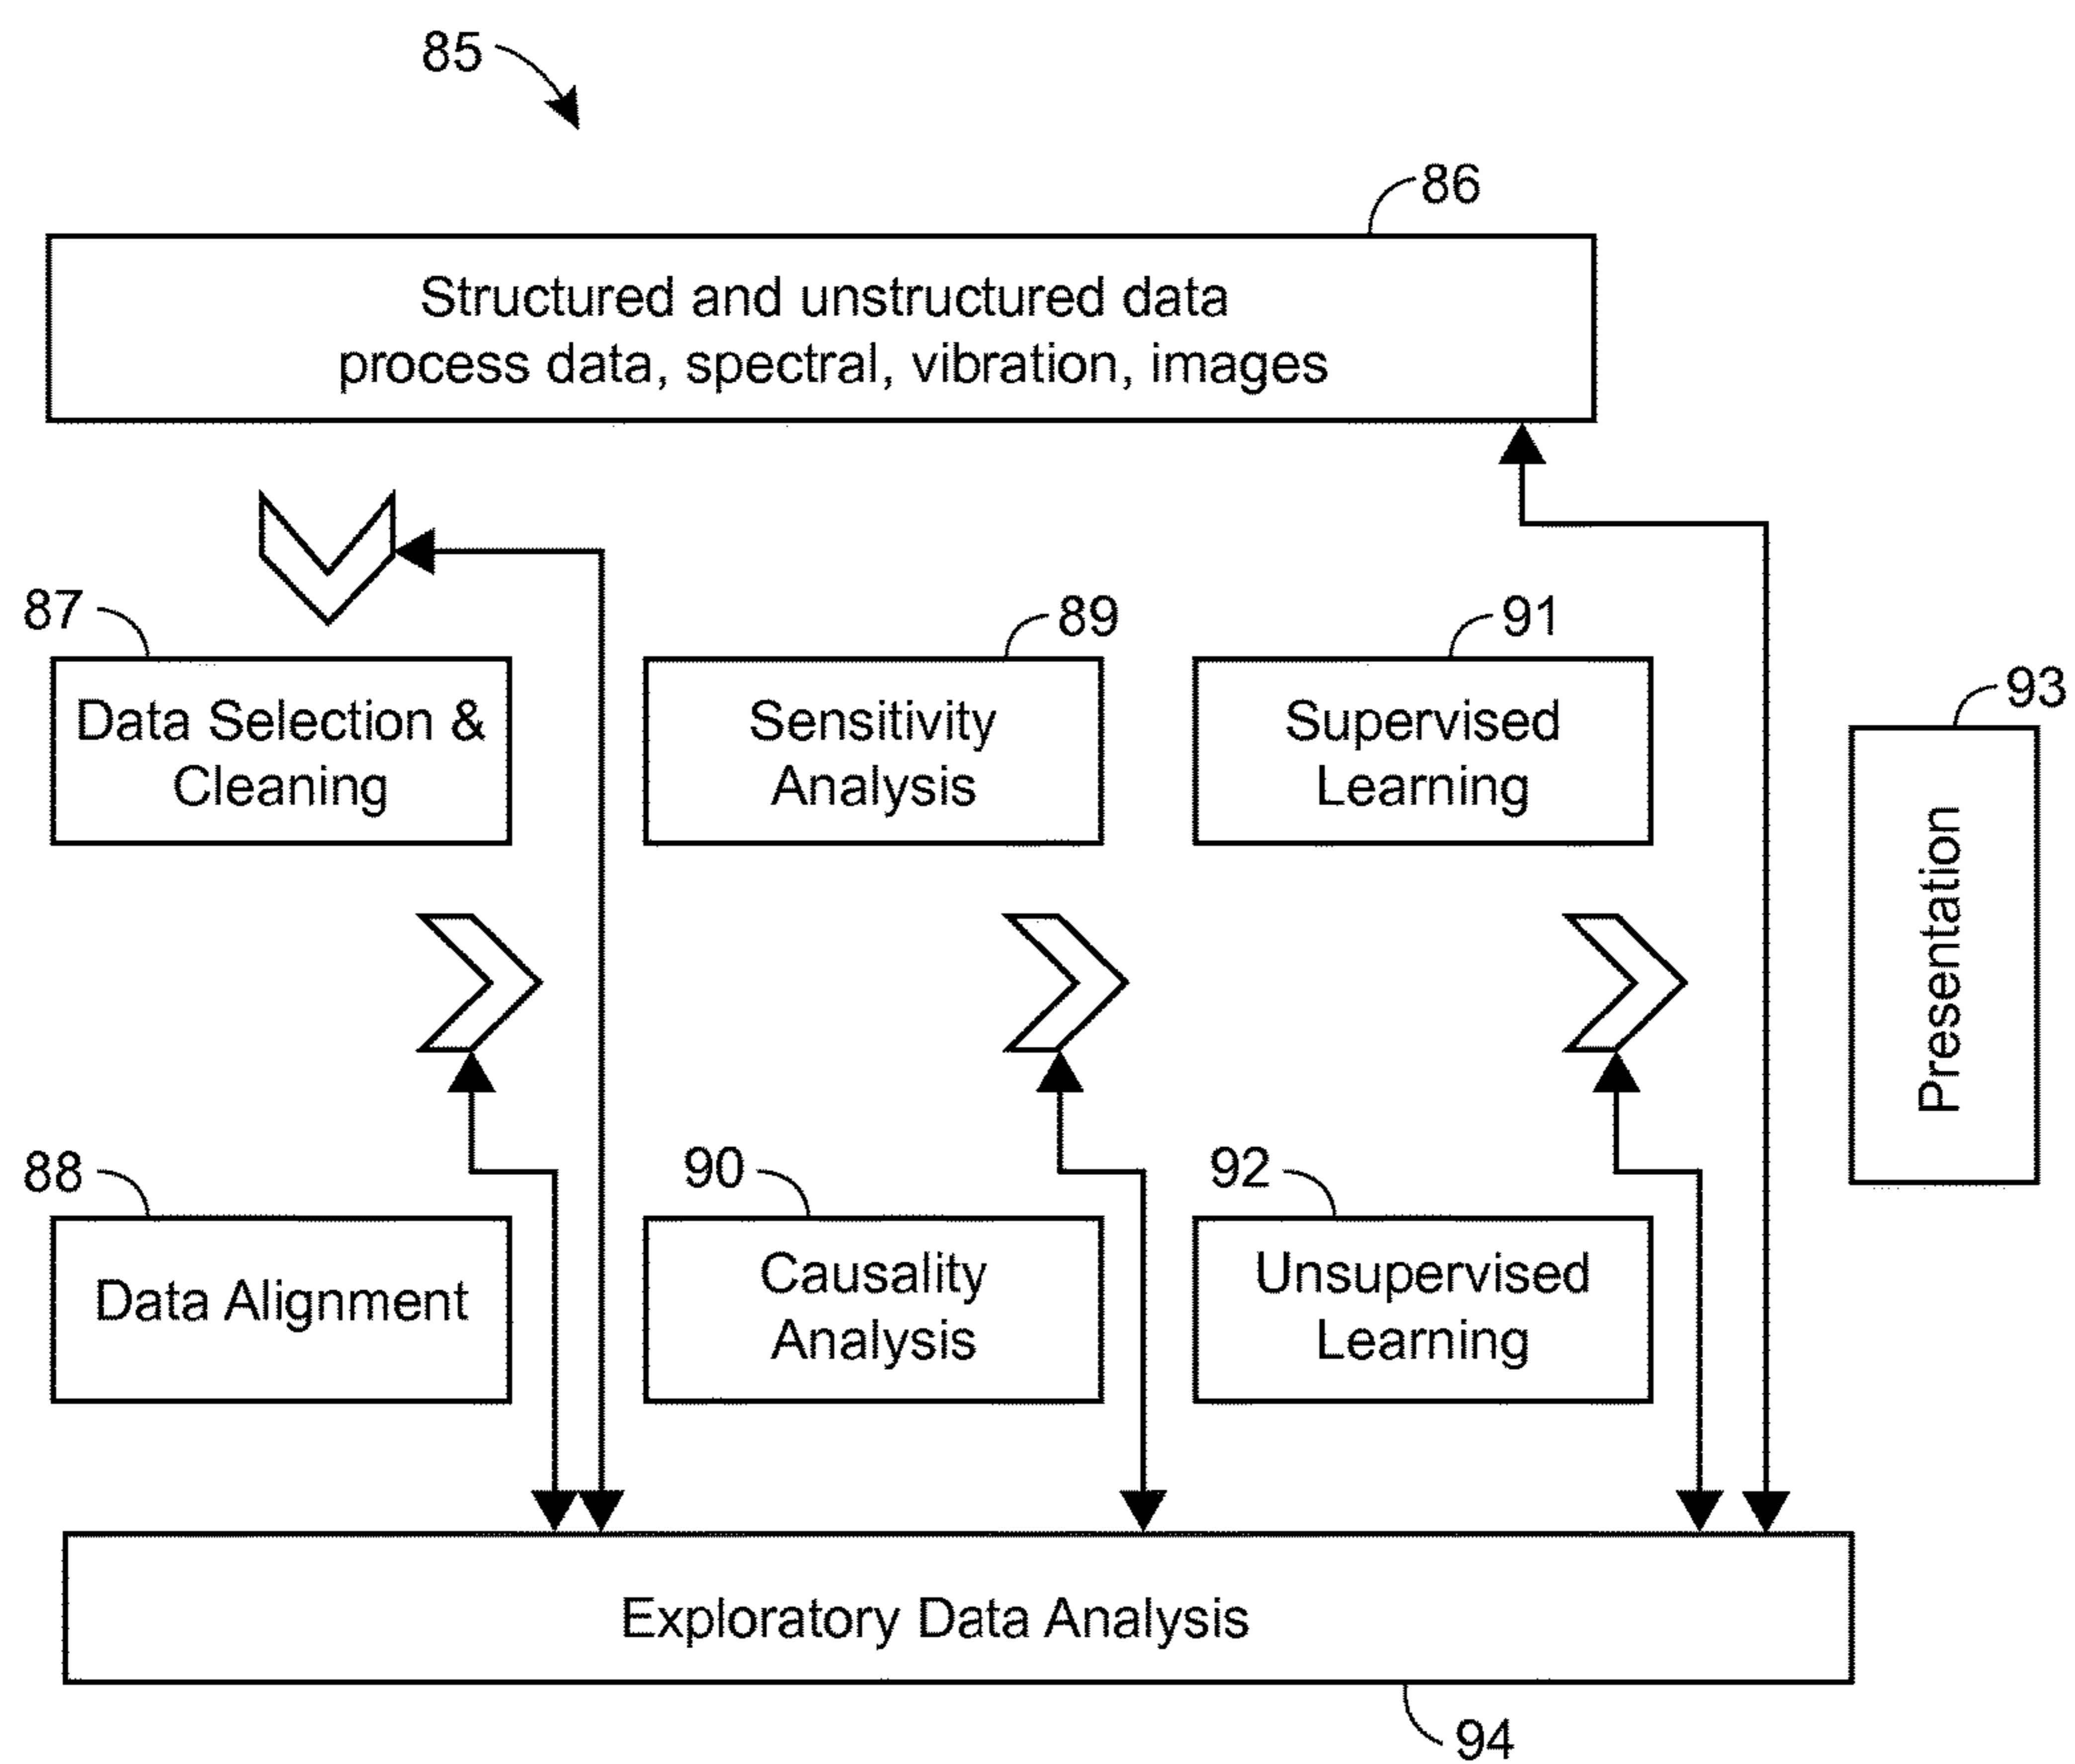 85
86
Structured and unstructured data
process data, spectral, vibration, images
87
89
91
93
Data Selection &
Cleaning
Sensitivity
Analysis
Supervised
Learning
Presentation
88
90
92
Data Alignment
Causality
Analysis
Unsupervised
Learning
Exploratory Data Analysis
94